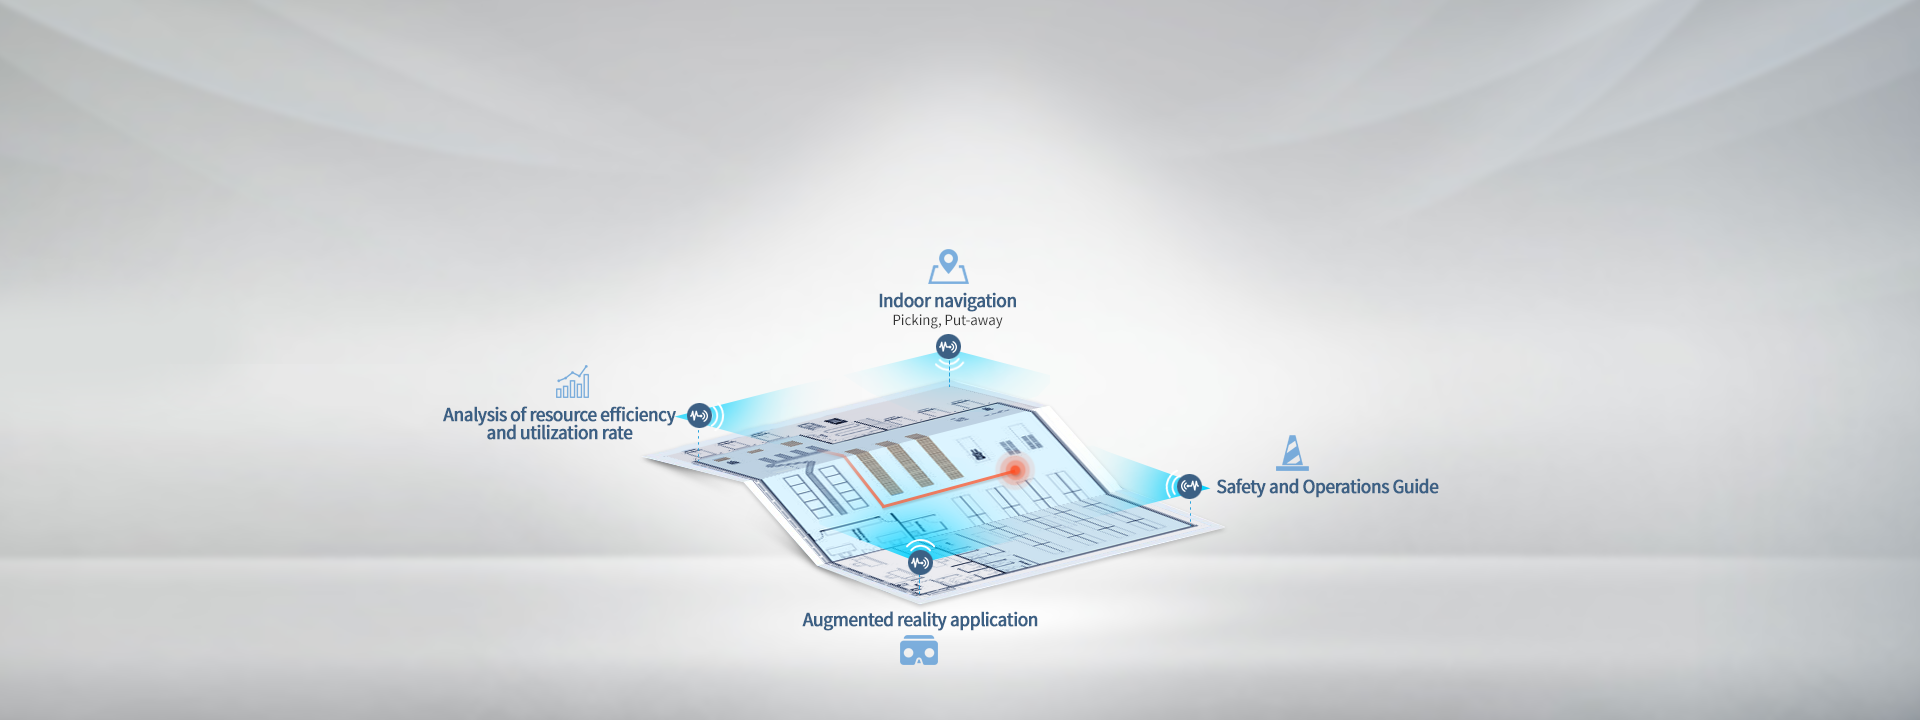 Indoor navigation
Picking, Put-away
Analysis of resource efficiency
and utilization rate
Safety and Operations Guide
Augmented reality application